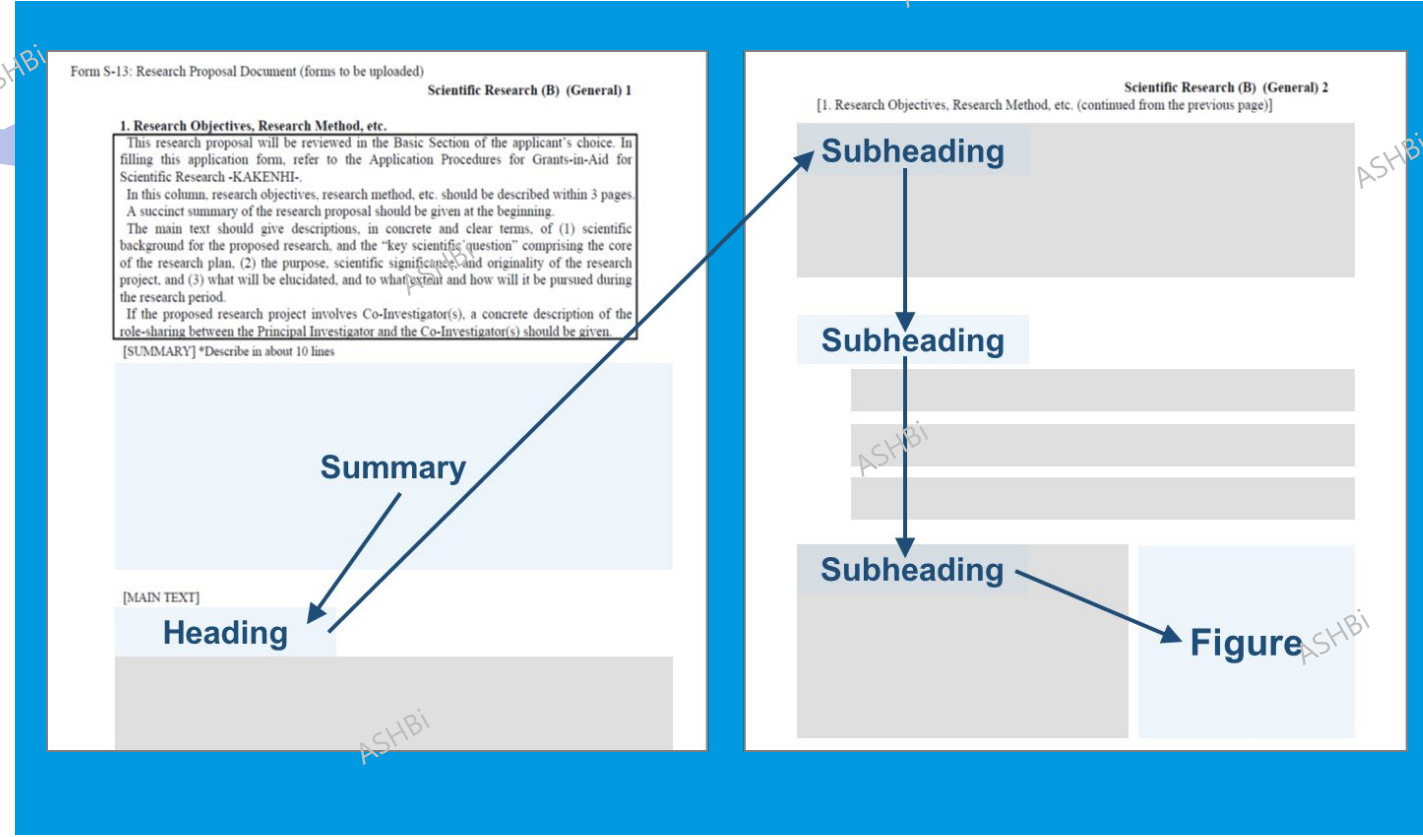 Form S-13: Research Proposal Document (forms to be uploaded)
Scientific Research (B) (General) 1
1. Research Objectives, Research Method, etc.
This research proposal will be reviewed in the Basic Section of the applicant's choice. In
filling this application form, refer to the Application Procedures for Grants-in-Aid for
Scientific Research -KAKENHI-.
In this column, research objectives, research method, etc. should be described within 3 pages.
A succinct summary of the research proposal should be given at the beginning.
The main text should give descriptions, in concrete and clear terms, of (1) scientific
background for the proposed research, and the “key scientific question” comprising the core
of the research plan, (2) the purpose, scientific significance, and originality of the research
project, and (3) what will be elucidated, and to what extent and how will it be pursued during
the research period.
If the proposed research project involves Co-Investigator(s), a concrete description of the
role-sharing between the Principal Investigator and the Co-Investigator(s) should be given.
[SUMMARY] *Describe in about 10 lines
Summary
[MAIN TEXT]
Heading
Scientific Research (B) (General) 2
[1. Research Objectives, Research Method, etc. (continued from the previous page)]
Subheading
Subheading
Subheading
Figure
ASHBi
ASHBi
ASHBi
ASHBi
ASHBi